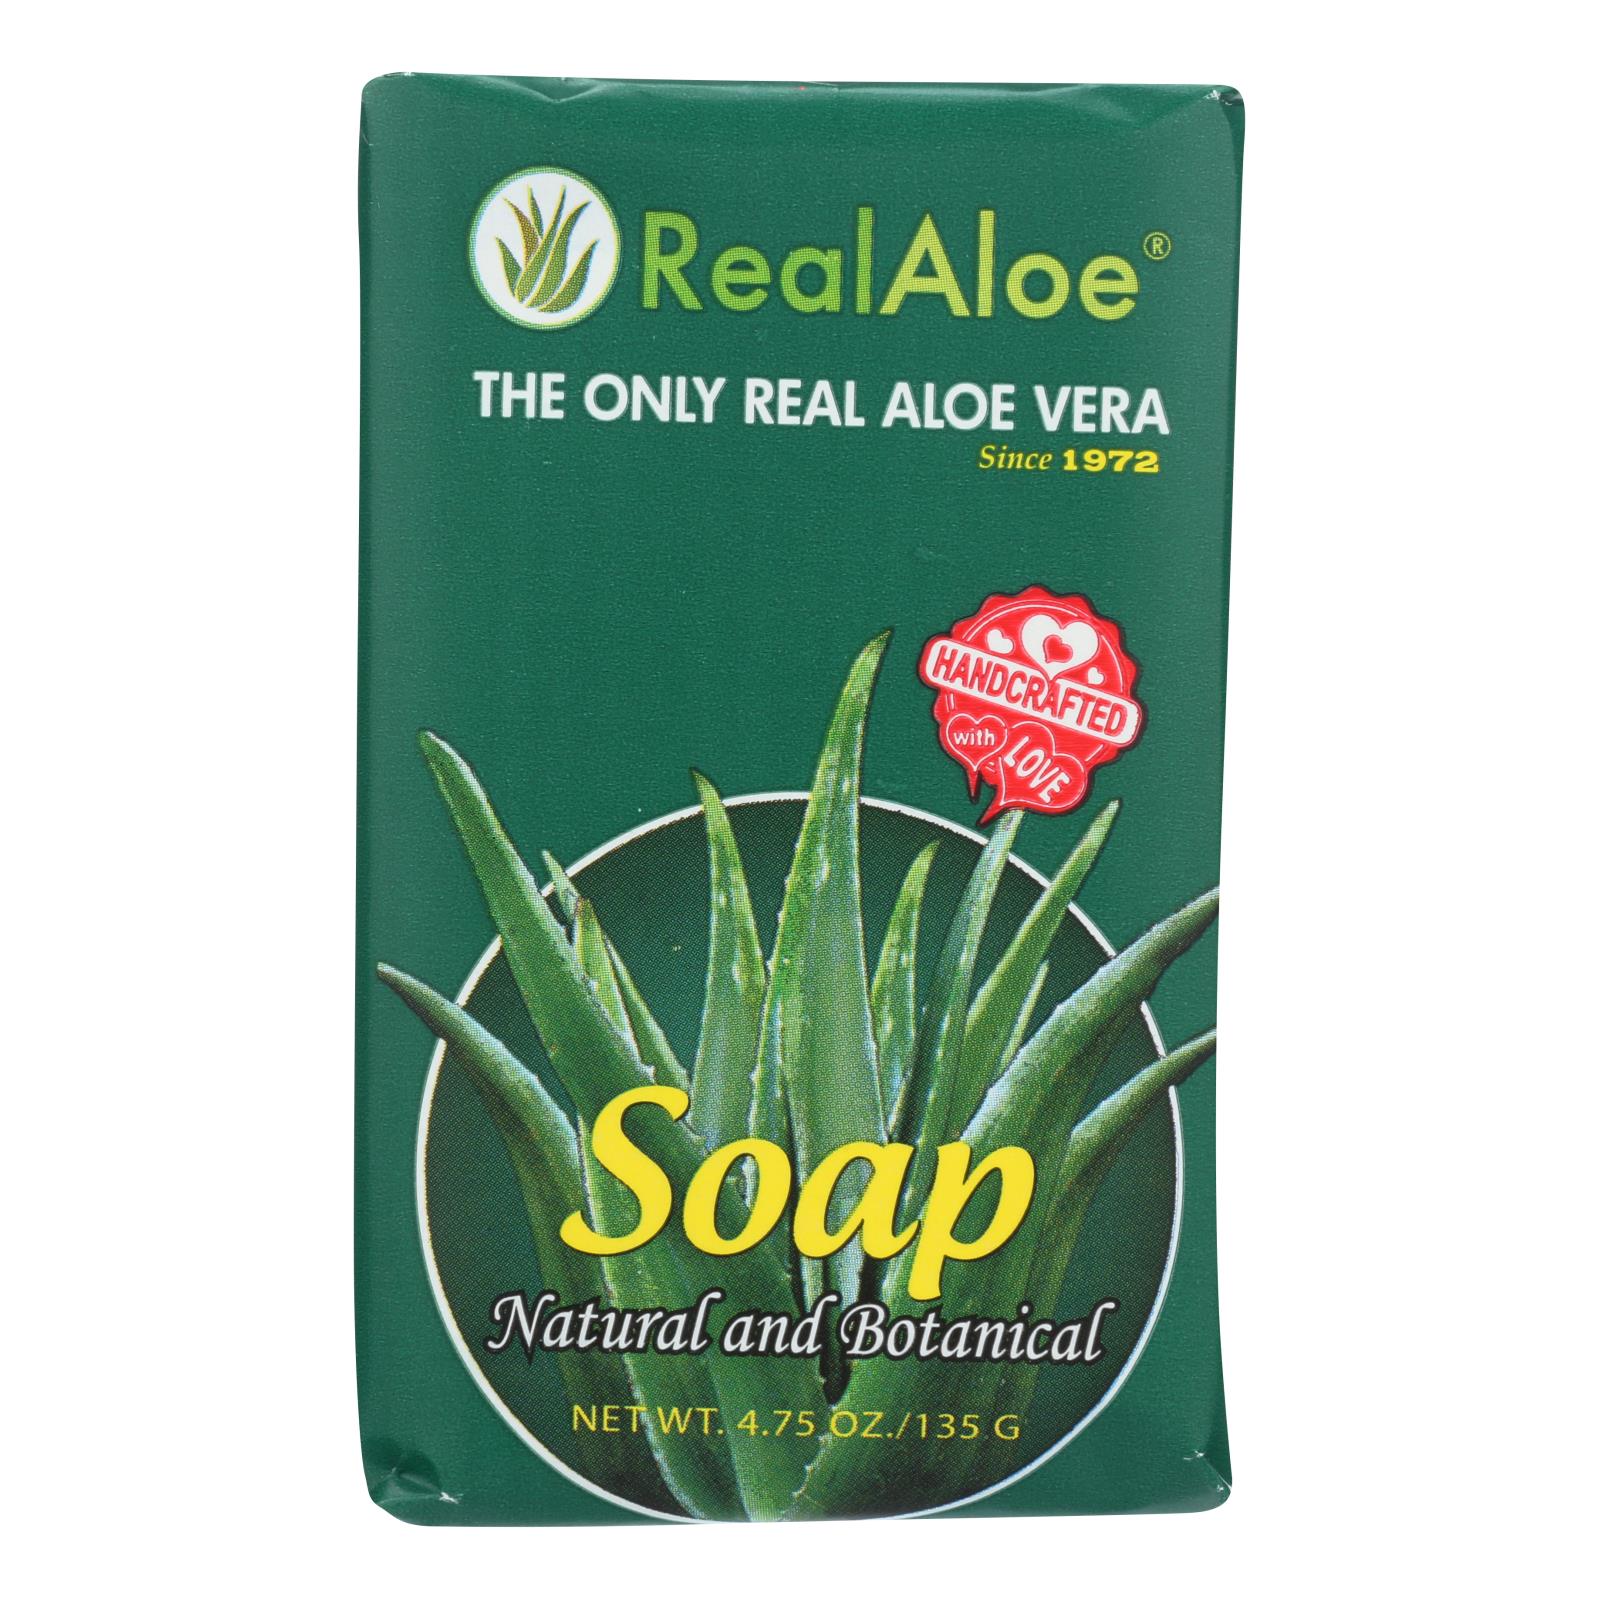 RealAloe®
THE ONLY REAL ALOE VERA
Since 1972
HANDCRAFTED
with LOVE
Soap
Natural and Botanical
NET WT. 4.75 OZ./135 G